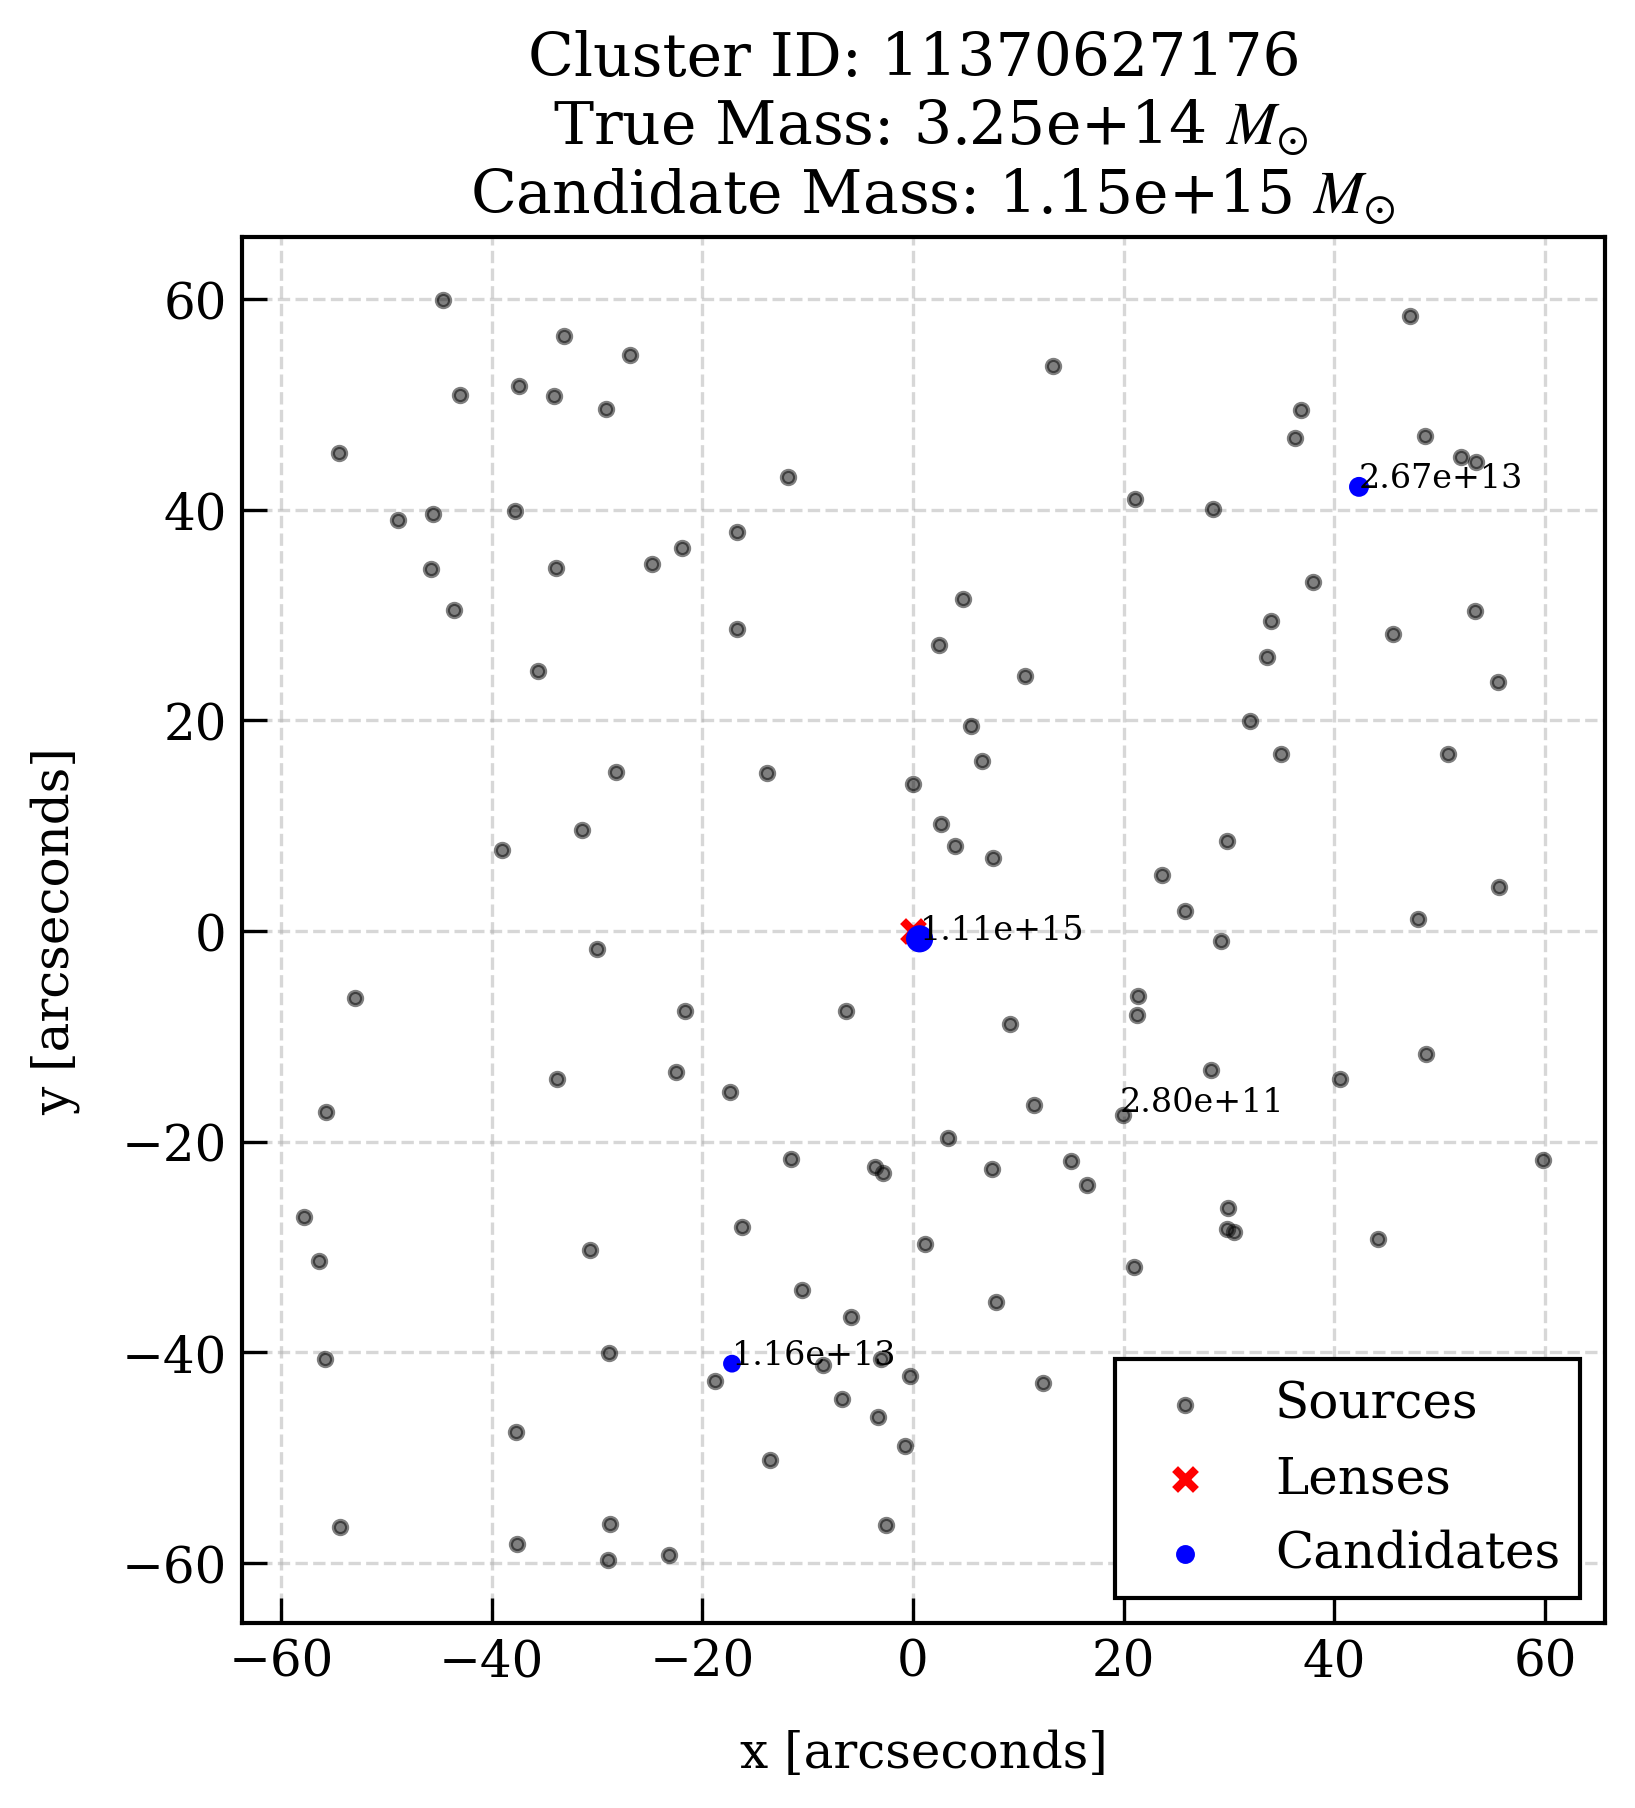 Cluster ID: 11370627176
True Mass: 3.25e+14 M⊙
Candidate Mass: 1.15e+15 M⊙
y [arcseconds]
60
40
20
0
−20
−40
−60
2.67e+13
1.11e+15
2.80e+11
1.16e+13
Sources
Lenses
Candidates
−60 −40 −20 0 20 40 60
x [arcseconds]